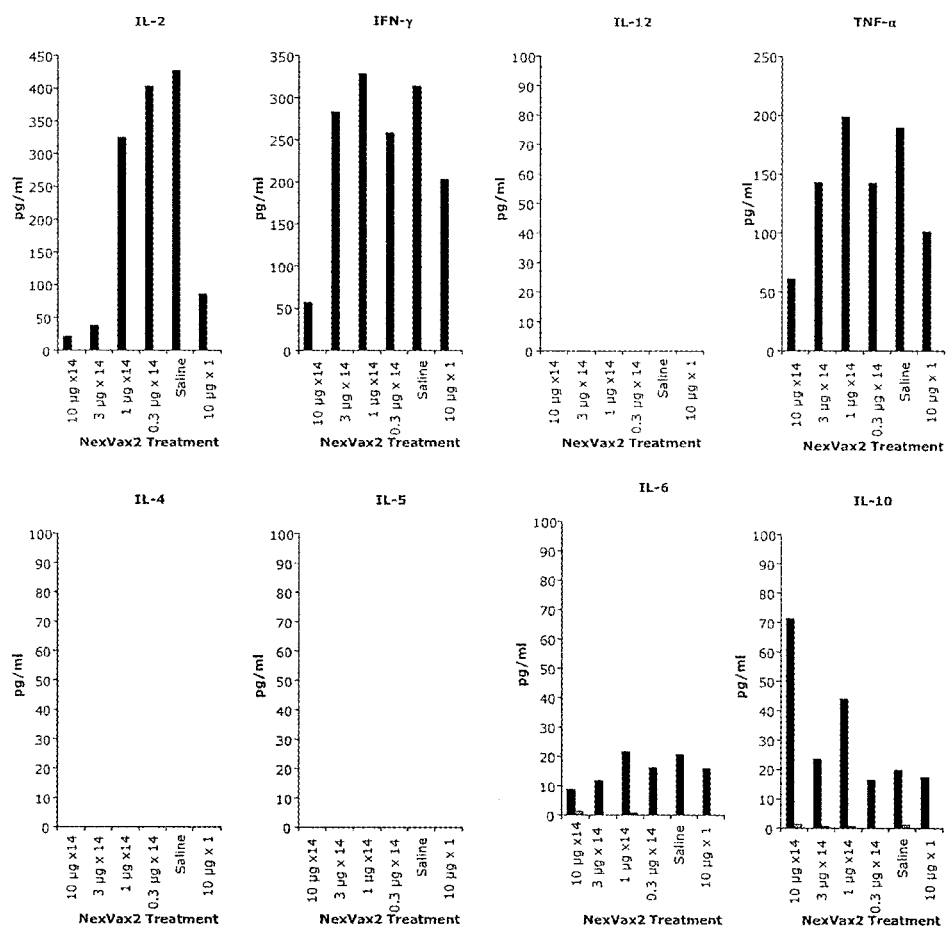 IL-2
pg/ml
450
400
350
300
250
200
150
100
50
0
10 µg x14
3 µg x 14
1 µg x14
0.3 µg x 14
Saline
10 µg x 1
NexVax2 Treatment
IFN-γ
pg/ml
350
300
250
200
150
100
50
0
10 µg x14
3 µg x 14
1 µg x 14
0.3 µg x 14
Saline
10 µg x 1
NexVax2 Treatment
IL-12
pg/ml
100
90
80
70
60
50
40
30
20
10
0
10 µg x14
3 µg x 14
1 µg x 14
0.3 µg x 14
Saline
10 µg x 1
NexVax2 Treatment
TNF-α
pg/ml
250
200
150
100
50
0
10 µg x14
3 µg x 14
1 µg x 14
0.3 µg x 14
Saline
10 µg x 1
NexVax2 Treatment
IL-4
pg/ml
100
90
80
70
60
50
40
30
20
10
0
10 µg x14
3 µg x 14
1 µg x14
0.3 µg x 14
Saline
10 µg x 1
NexVax2 Treatment
IL-5
pg/ml
100
90
80
70
60
50
40
30
20
10
0
10 µg x14
3 µg x 14
1 µg x 14
0.3 µg x 14
Saline
10 µg x 1
NexVax2 Treatment
IL-6
pg/ml
100
90
80
70
60
50
40
30
20
10
0
10 µg x14
3 µg x 14
1 µg x14
0.3 µg x 14
Saline
10 µg x 1
NexVax2 Treatment
IL-10
pg/ml
100
90
80
70
60
50
40
30
20
10
0
10 µg x14
3 µg x 14
1 µg x 14
0.3 µg x 14
Saline
10 µg x 1
NexVax2 Treatment